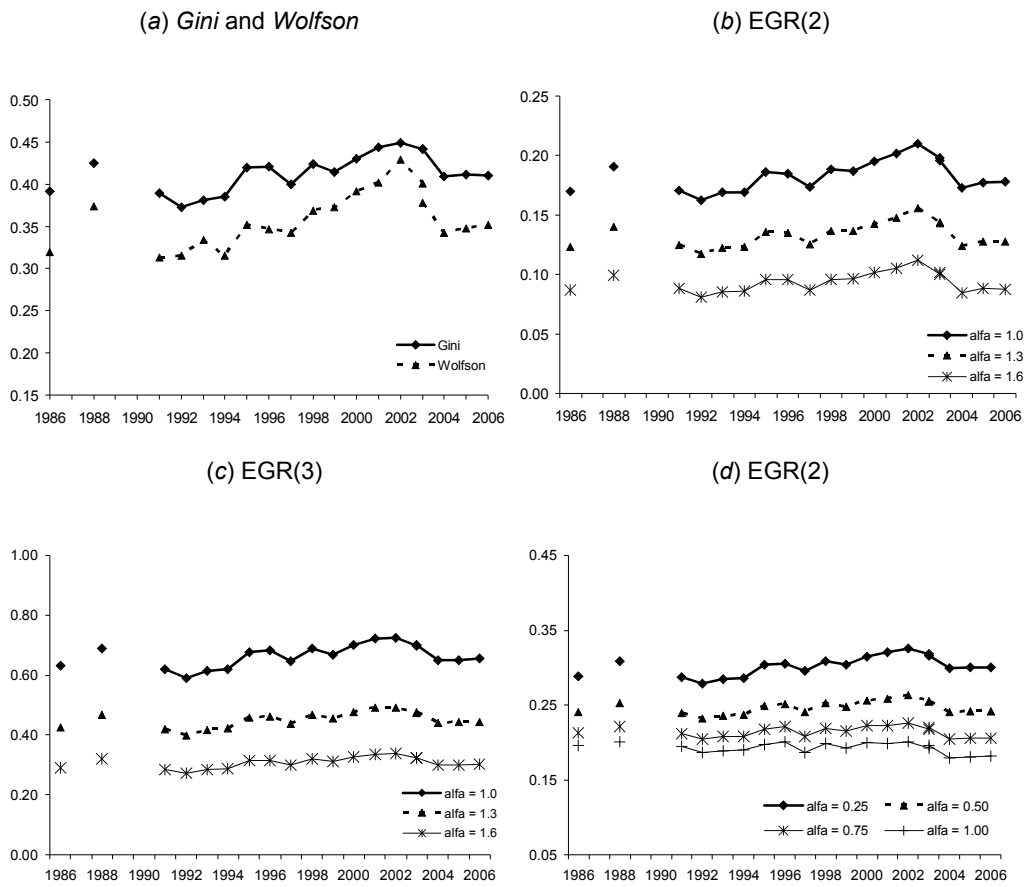 (a) Gini and Wolfson
0.50
0.45
0.40
0.35
0.30
0.25
0.20
0.15
Gini
Wolfson
1986 1988 1990 1992 1994 1996 1998 2000 2002 2004 2006
(b) EGR(2)
0.25
0.20
0.15
0.10
0.05
0.00
alfa = 1.0
alfa = 1.3
alfa = 1.6
1986 1988 1990 1992 1994 1996 1998 2000 2002 2004 2006
(c) EGR(3)
1.00
0.80
0.60
0.40
0.20
0.00
alfa = 1.0
alfa = 1.3
alfa = 1.6
1986 1988 1990 1992 1994 1996 1998 2000 2002 2004 2006
(d) EGR(2)
0.45
0.35
0.25
0.15
0.05
alfa = 0.25 alfa = 0.50
alfa = 0.75 alfa = 1.00
1986 1988 1990 1992 1994 1996 1998 2000 2002 2004 2006